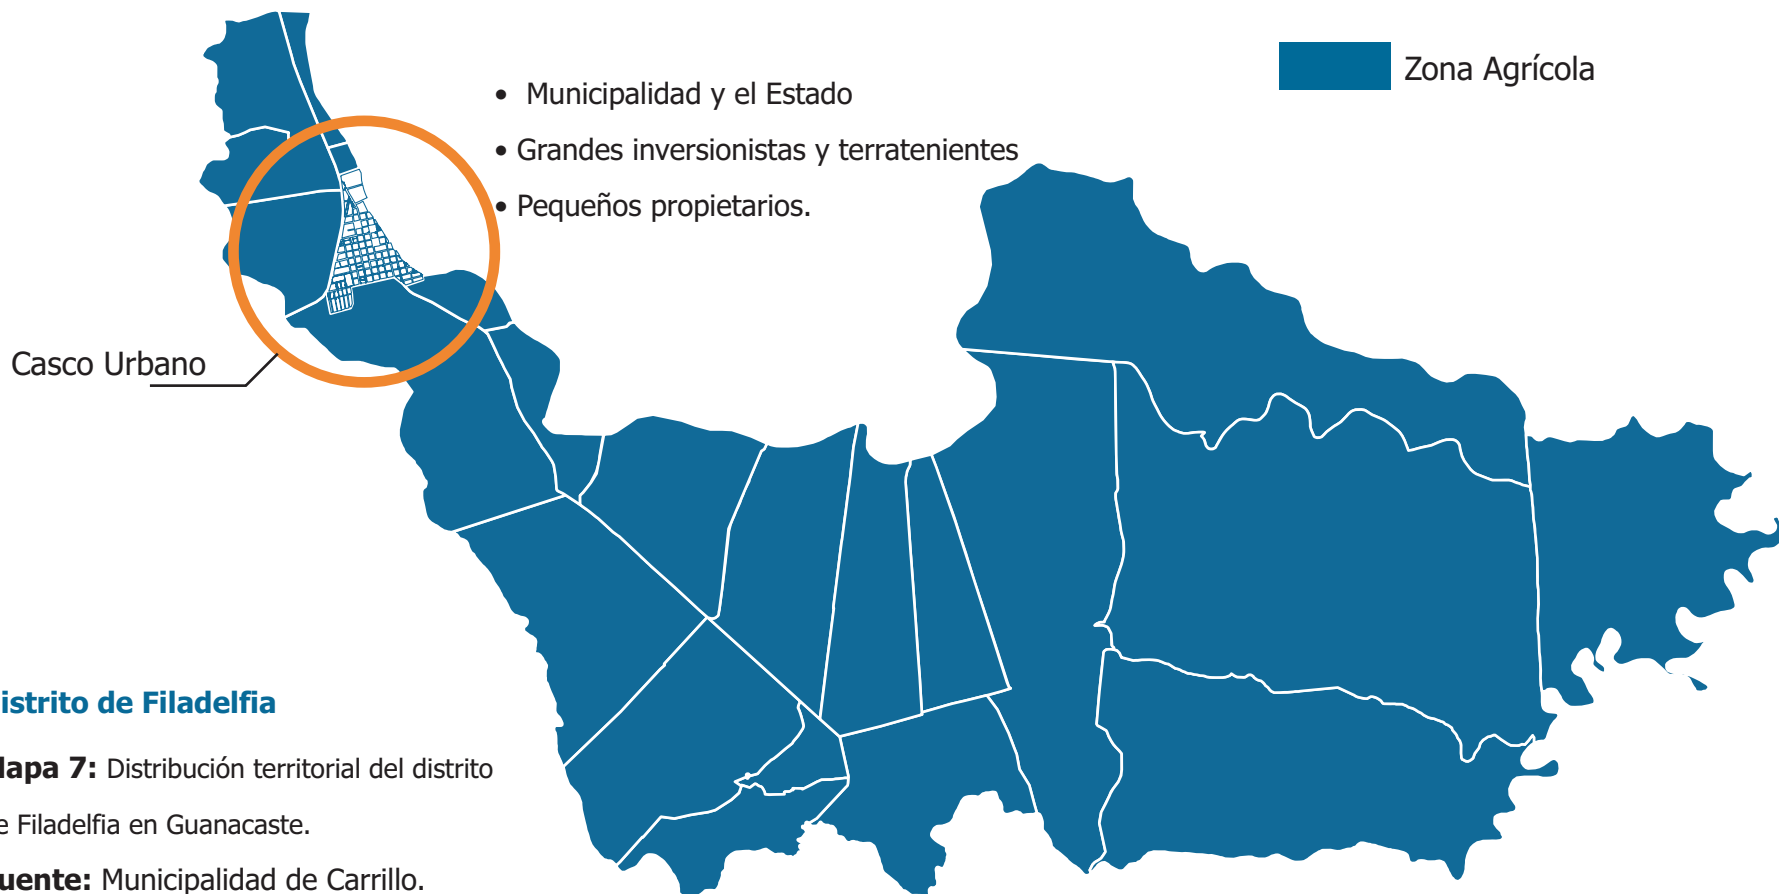 Zona Agrícola
• Municipalidad y el Estado
• Grandes inversionistas y terratenientes
• Pequeños propietarios.
Casco Urbano
istrito de Filadelfia
apa 7: Distribución territorial del distrito
e Filadelfia en Guanacaste.
uente: Municipalidad de Carrillo.